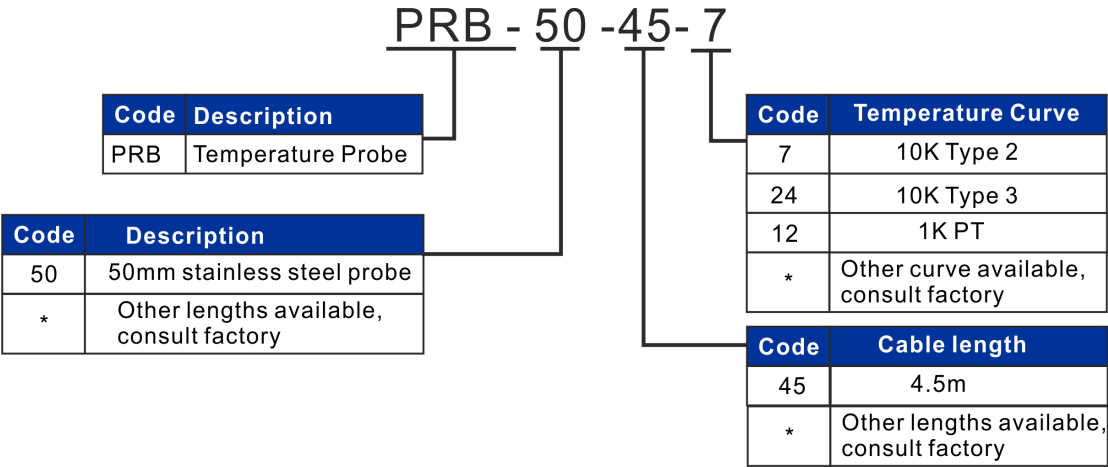 PRB - 50 -45- 7
Code Description
PRB Temperature Probe
Code Description
50 50mm stainless steel probe
* Other lengths available,
consult factory
Code Temperature Curve
7 10K Type 2
24 10K Type 3
12 1K PT
* Other curve available,
consult factory
Code Cable length
45 4.5m
* Other lengths available,
consult factory